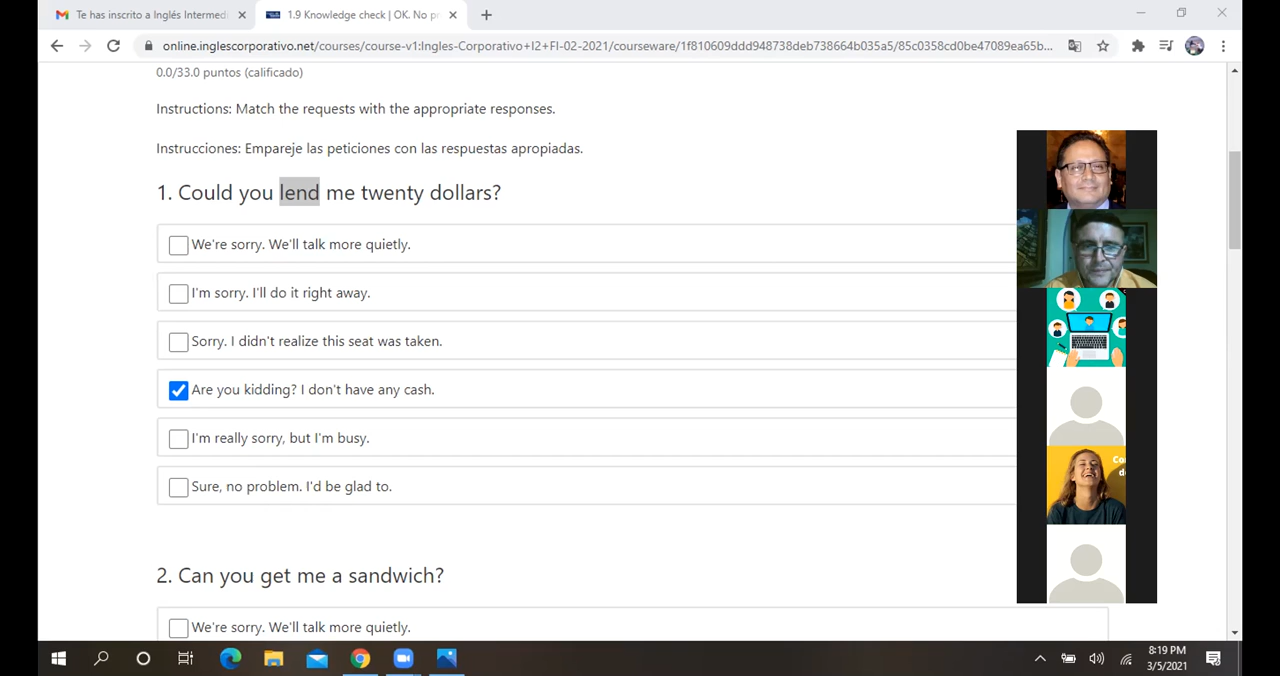 Te has inscrito a Inglés Intermedi
1.9 Knowledge check | OK. No pr
online.inglescorporativo.net/courses/course-v1:Ingles-Corporativo+I2+FI-02-2021/courseware/1f810609ddd948738deb738664b035a5/85c0358cd0be47089ea65b...
0.0/33.0 puntos (calificado)
Instructions: Match the requests with the appropriate responses.
Instrucciones: Empareje las peticiones con las respuestas apropiadas.
1. Could you lend me twenty dollars?
We're sorry. We'll talk more quietly.
I'm sorry. I'll do it right away.
Sorry. I didn't realize this seat was taken.
Are you kidding? I don't have any cash.
I'm really sorry, but I'm busy.
Sure, no problem. I'd be glad to.
Co
d
2. Can you get me a sandwich?
We're sorry. We'll talk more quietly.
8:19 PM
3/5/2021